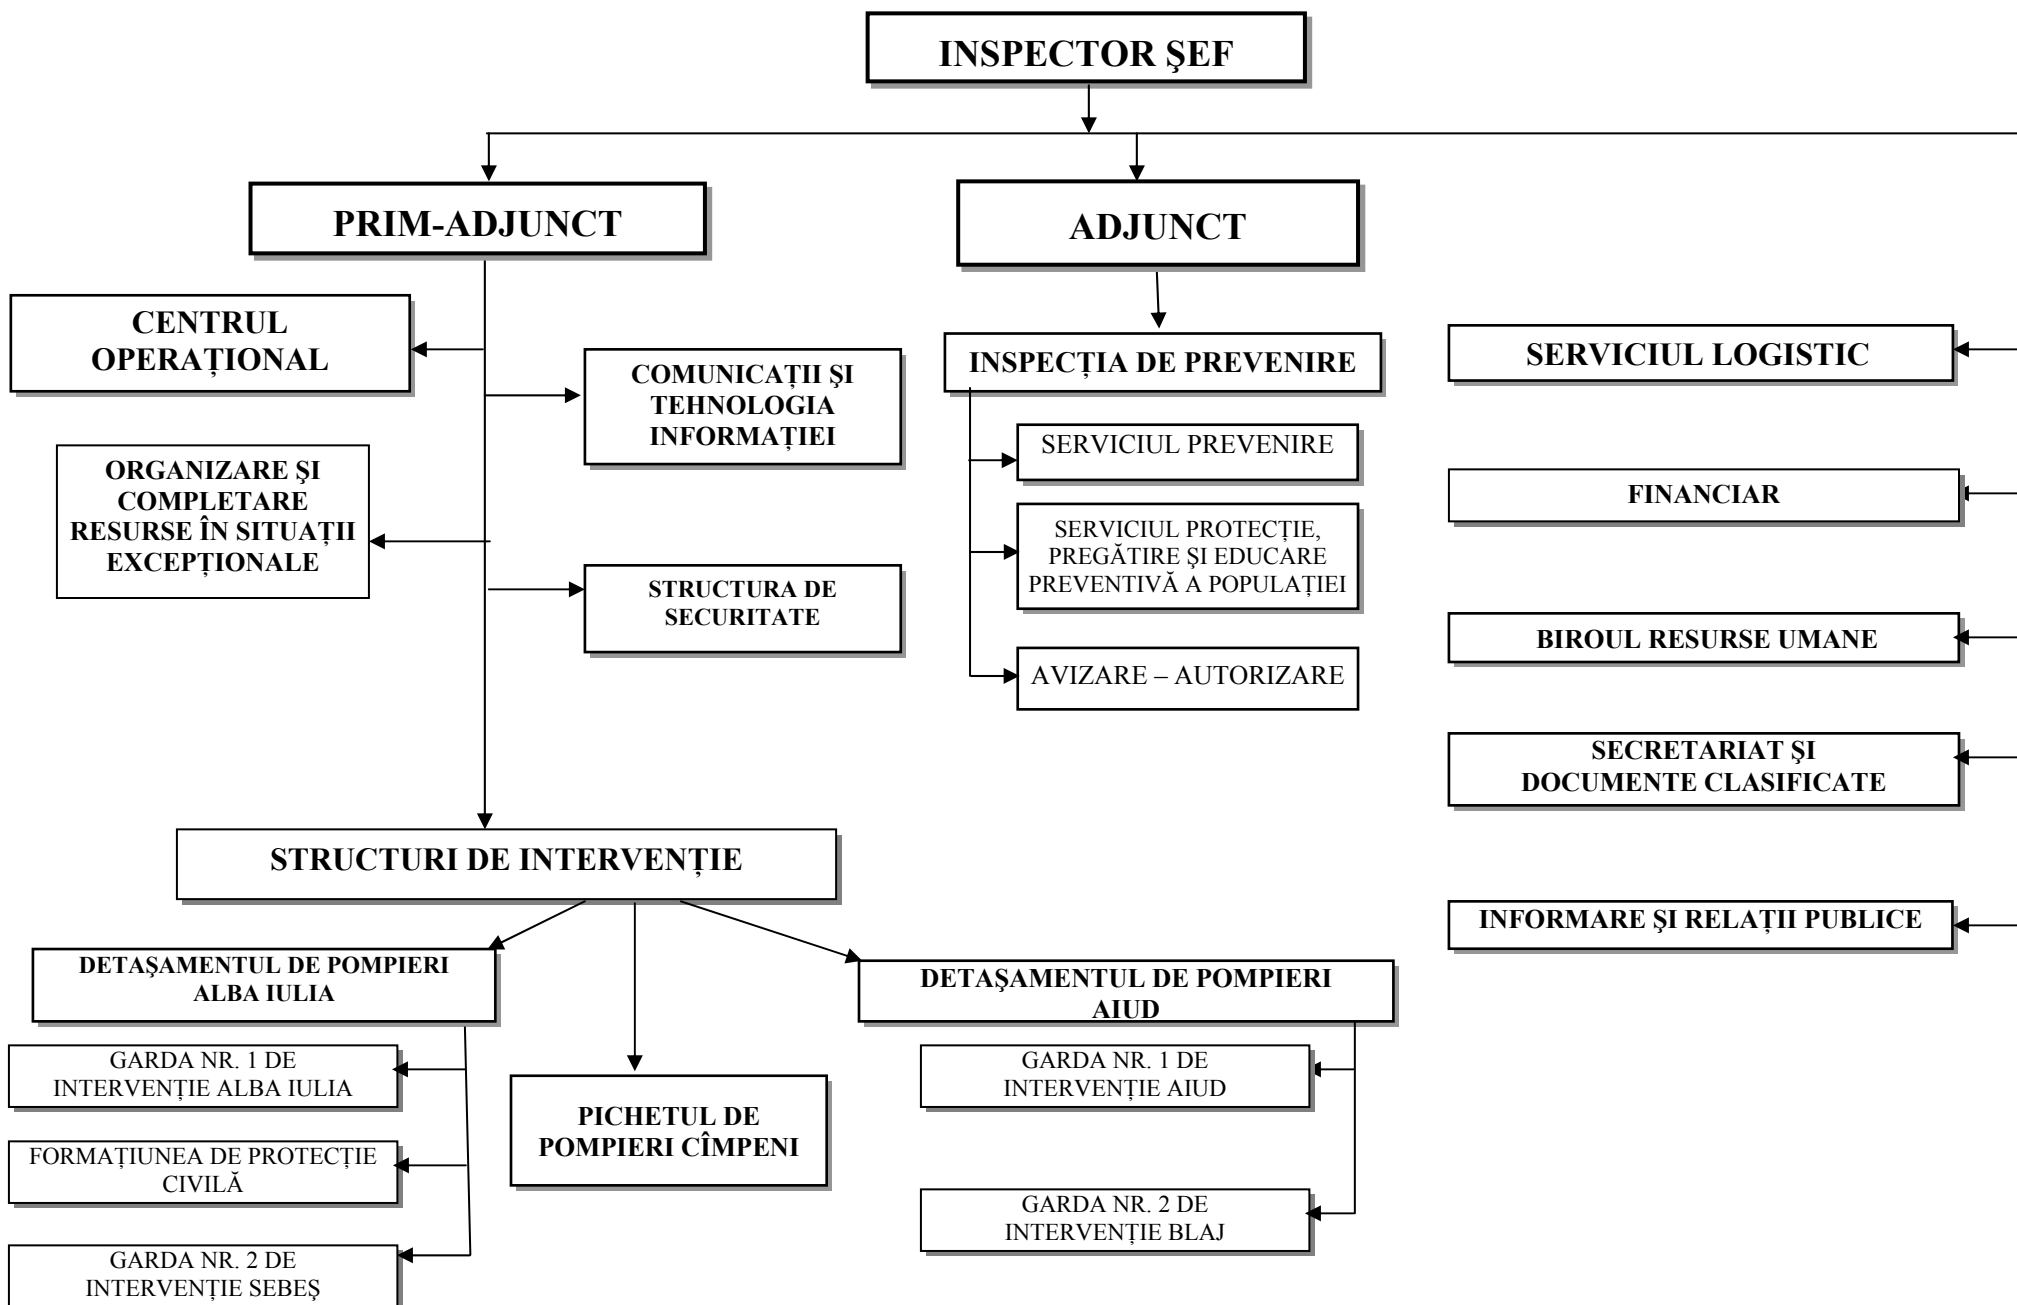 INSPECTOR ŞEF
PRIM-ADJUNCT
ADJUNCT
CENTRUL
OPERAȚIONAL
COMUNICAȚII ŞI
TEHNOLOGIA
INFORMAȚIEI
ORGANIZARE ŞI
COMPLETARE
RESURSE ÎN SITUAȚII
EXCEPȚIONALE
STRUCTURA DE
SECURITATE
INSPECȚIA DE PREVENIRE
SERVICIUL PREVENIRE
SERVICIUL PROTECȚIE,
PREGĂTIRE ŞI EDUCARE
PREVENTIVĂ A POPULAȚIEI
AVIZARE – AUTORIZARE
SERVICIUL LOGISTIC
FINANCIAR
BIROUL RESURSE UMANE
SECRETARIAT ŞI
DOCUMENTE CLASIFICATE
INFORMARE ŞI RELAȚII PUBLICE
STRUCTURI DE INTERVENȚIE
DETAŞAMENTUL DE POMPIERI
ALBA IULIA
GARDA NR. 1 DE
INTERVENȚIE ALBA IULIA
FORMAȚIUNEA DE PROTECȚIE
CIVILĂ
GARDA NR. 2 DE
INTERVENȚIE SEBEŞ
PICHETUL DE
POMPIERI CÎMPENI
DETAŞAMENTUL DE POMPIERI
AIUD
GARDA NR. 1 DE
INTERVENȚIE AIUD
GARDA NR. 2 DE
INTERVENȚIE BLAJ